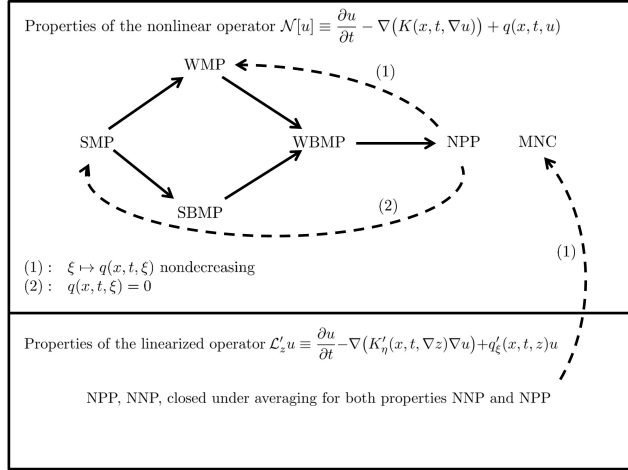 Properties of the nonlinear operator 𝒩[u] ≡ ∂u/∂t − ∇(K(x, t, ∇u)) + q(x, t, u)
WMP
(1)
SMP
WBMP
NPP
MNC
SBMP
(2)
(1)
(1) : ξ ↦ q(x, t, ξ) nondecreasing
(2) : q(x, t, ξ) = 0
Properties of the linearized operator ℒ′_z u ≡ ∂u/∂t −∇(K′_η(x, t, ∇z)∇u)+q′_ξ(x, t, z)u
NPP, NNP, closed under averaging for both properties NNP and NPP